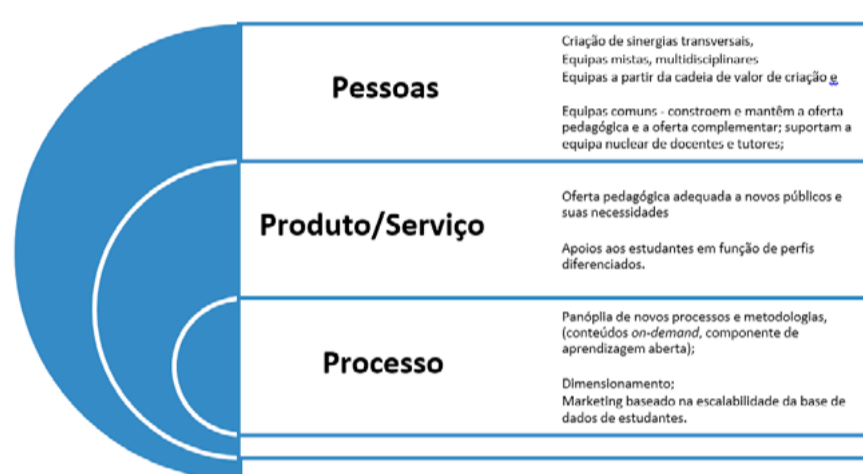 Pessoas
Criação de sinergias transversais,
Equipas mistas, multidisciplinares
Equipas a partir da cadeia de valor de criação e
Equipas comuns - constroem e mantêm a oferta
pedagógica e a oferta complementar; suportam a
equipa nuclear de docentes e tutores;
Produto/Serviço
Oferta pedagógica adequada a novos públicos e
suas necessidades
Apoios aos estudantes em função de perfis
diferenciados.
Processo
Panóplia de novos processos e metodologias,
(conteúdos on-demand, componente de
aprendizagem aberta);
Dimensionamento;
Marketing baseado na escalabilidade da base de
dados de estudantes.